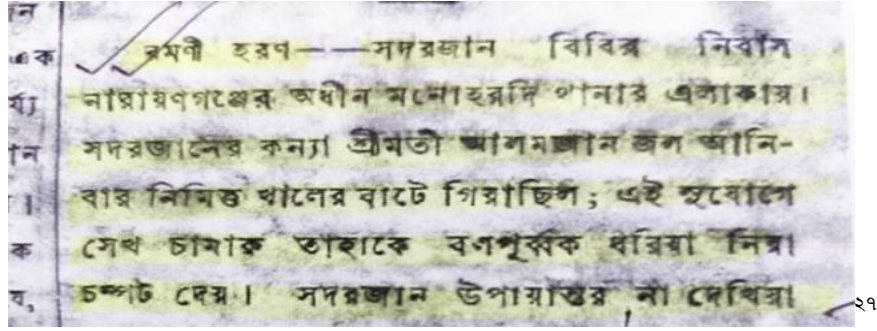 ন
ক রমণী হরণ——সদরজান বিবির নিবাস
র্য্য নারায়ণগঞ্জের অধীন মনোহরদি থানার এলাকায়।
ন সদরজানের কন্যা শ্রীমতী আলমজান জল আনি-
। বার নিমিত্ত খালের ঘাটে গিয়াছিল; এই সুযোগে
ক সেখ চামারু তাহাকে বলপূর্ব্বক ধরিয়া নিয়া
য, চম্পট দেয়। সদরজান উপায়ান্তর না দেখিয়া
২৭